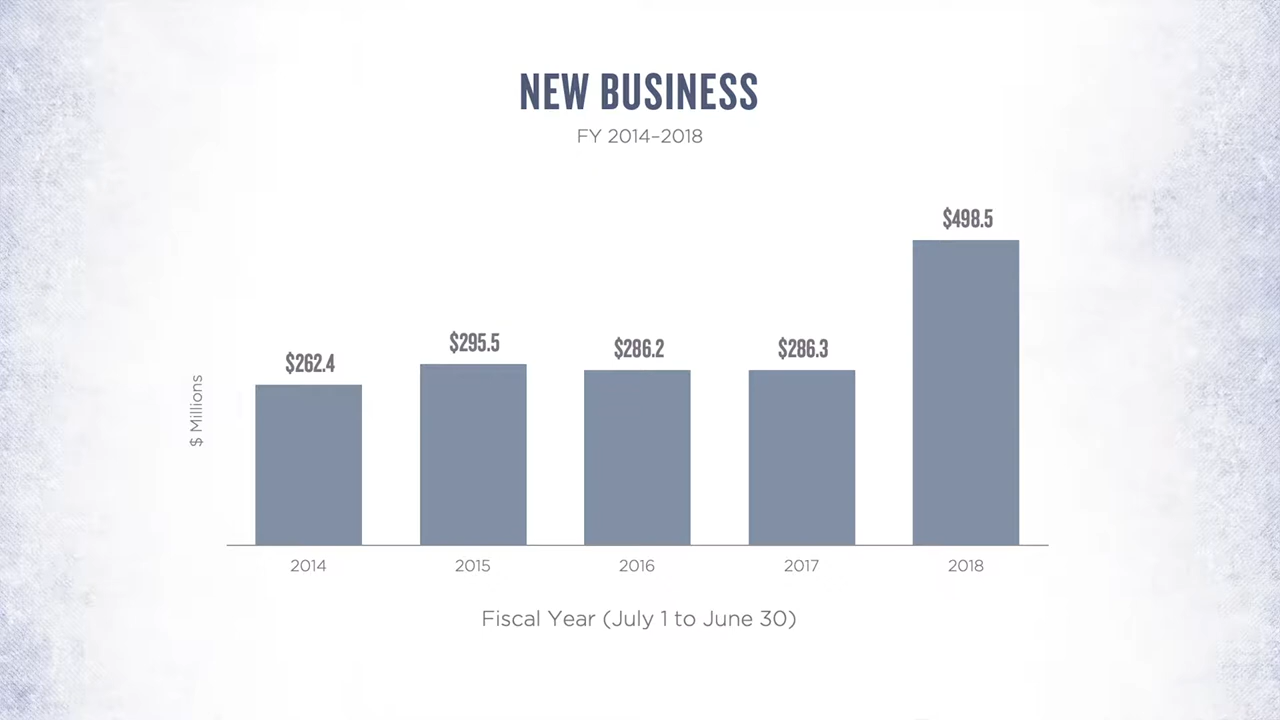 NEW BUSINESS
FY 2014–2018
$498.5
$295.5
$286.2
$286.3
$262.4
$ Millions
2014 2015 2016 2017 2018
Fiscal Year (July 1 to June 30)